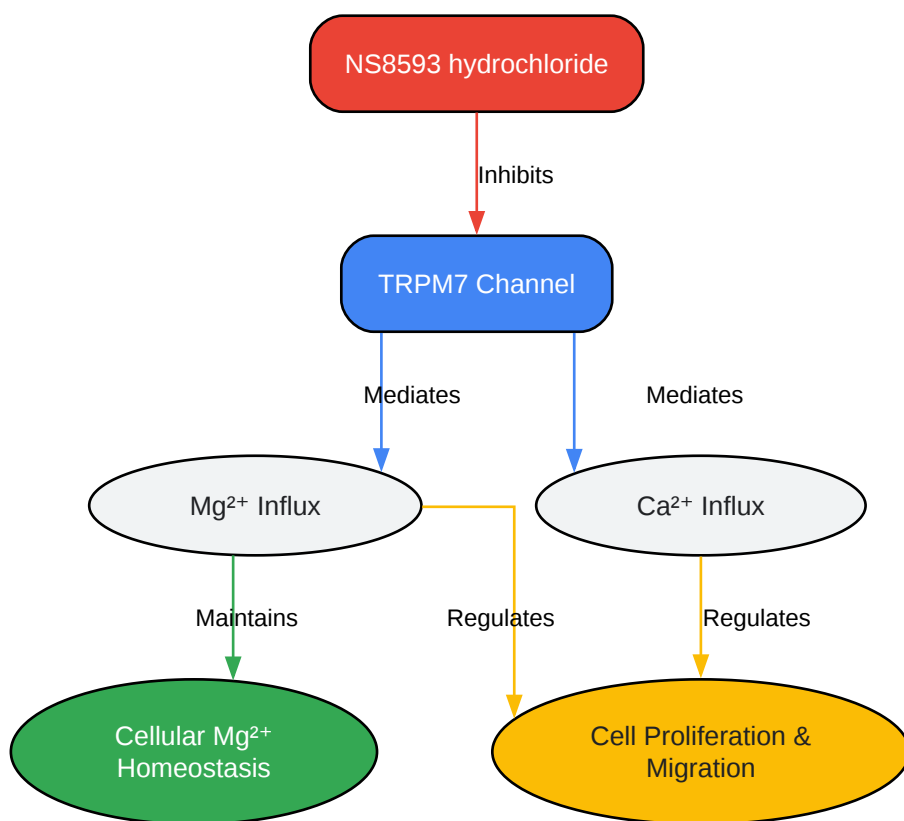 NS8593 hydrochloride
Inhibits
TRPM7 Channel
Mediates
Mediates
Mg²⁺ Influx
Ca²⁺ Influx
Maintains
Regulates
Regulates
Cellular Mg²⁺
Homeostasis
Cell Proliferation &
Migration